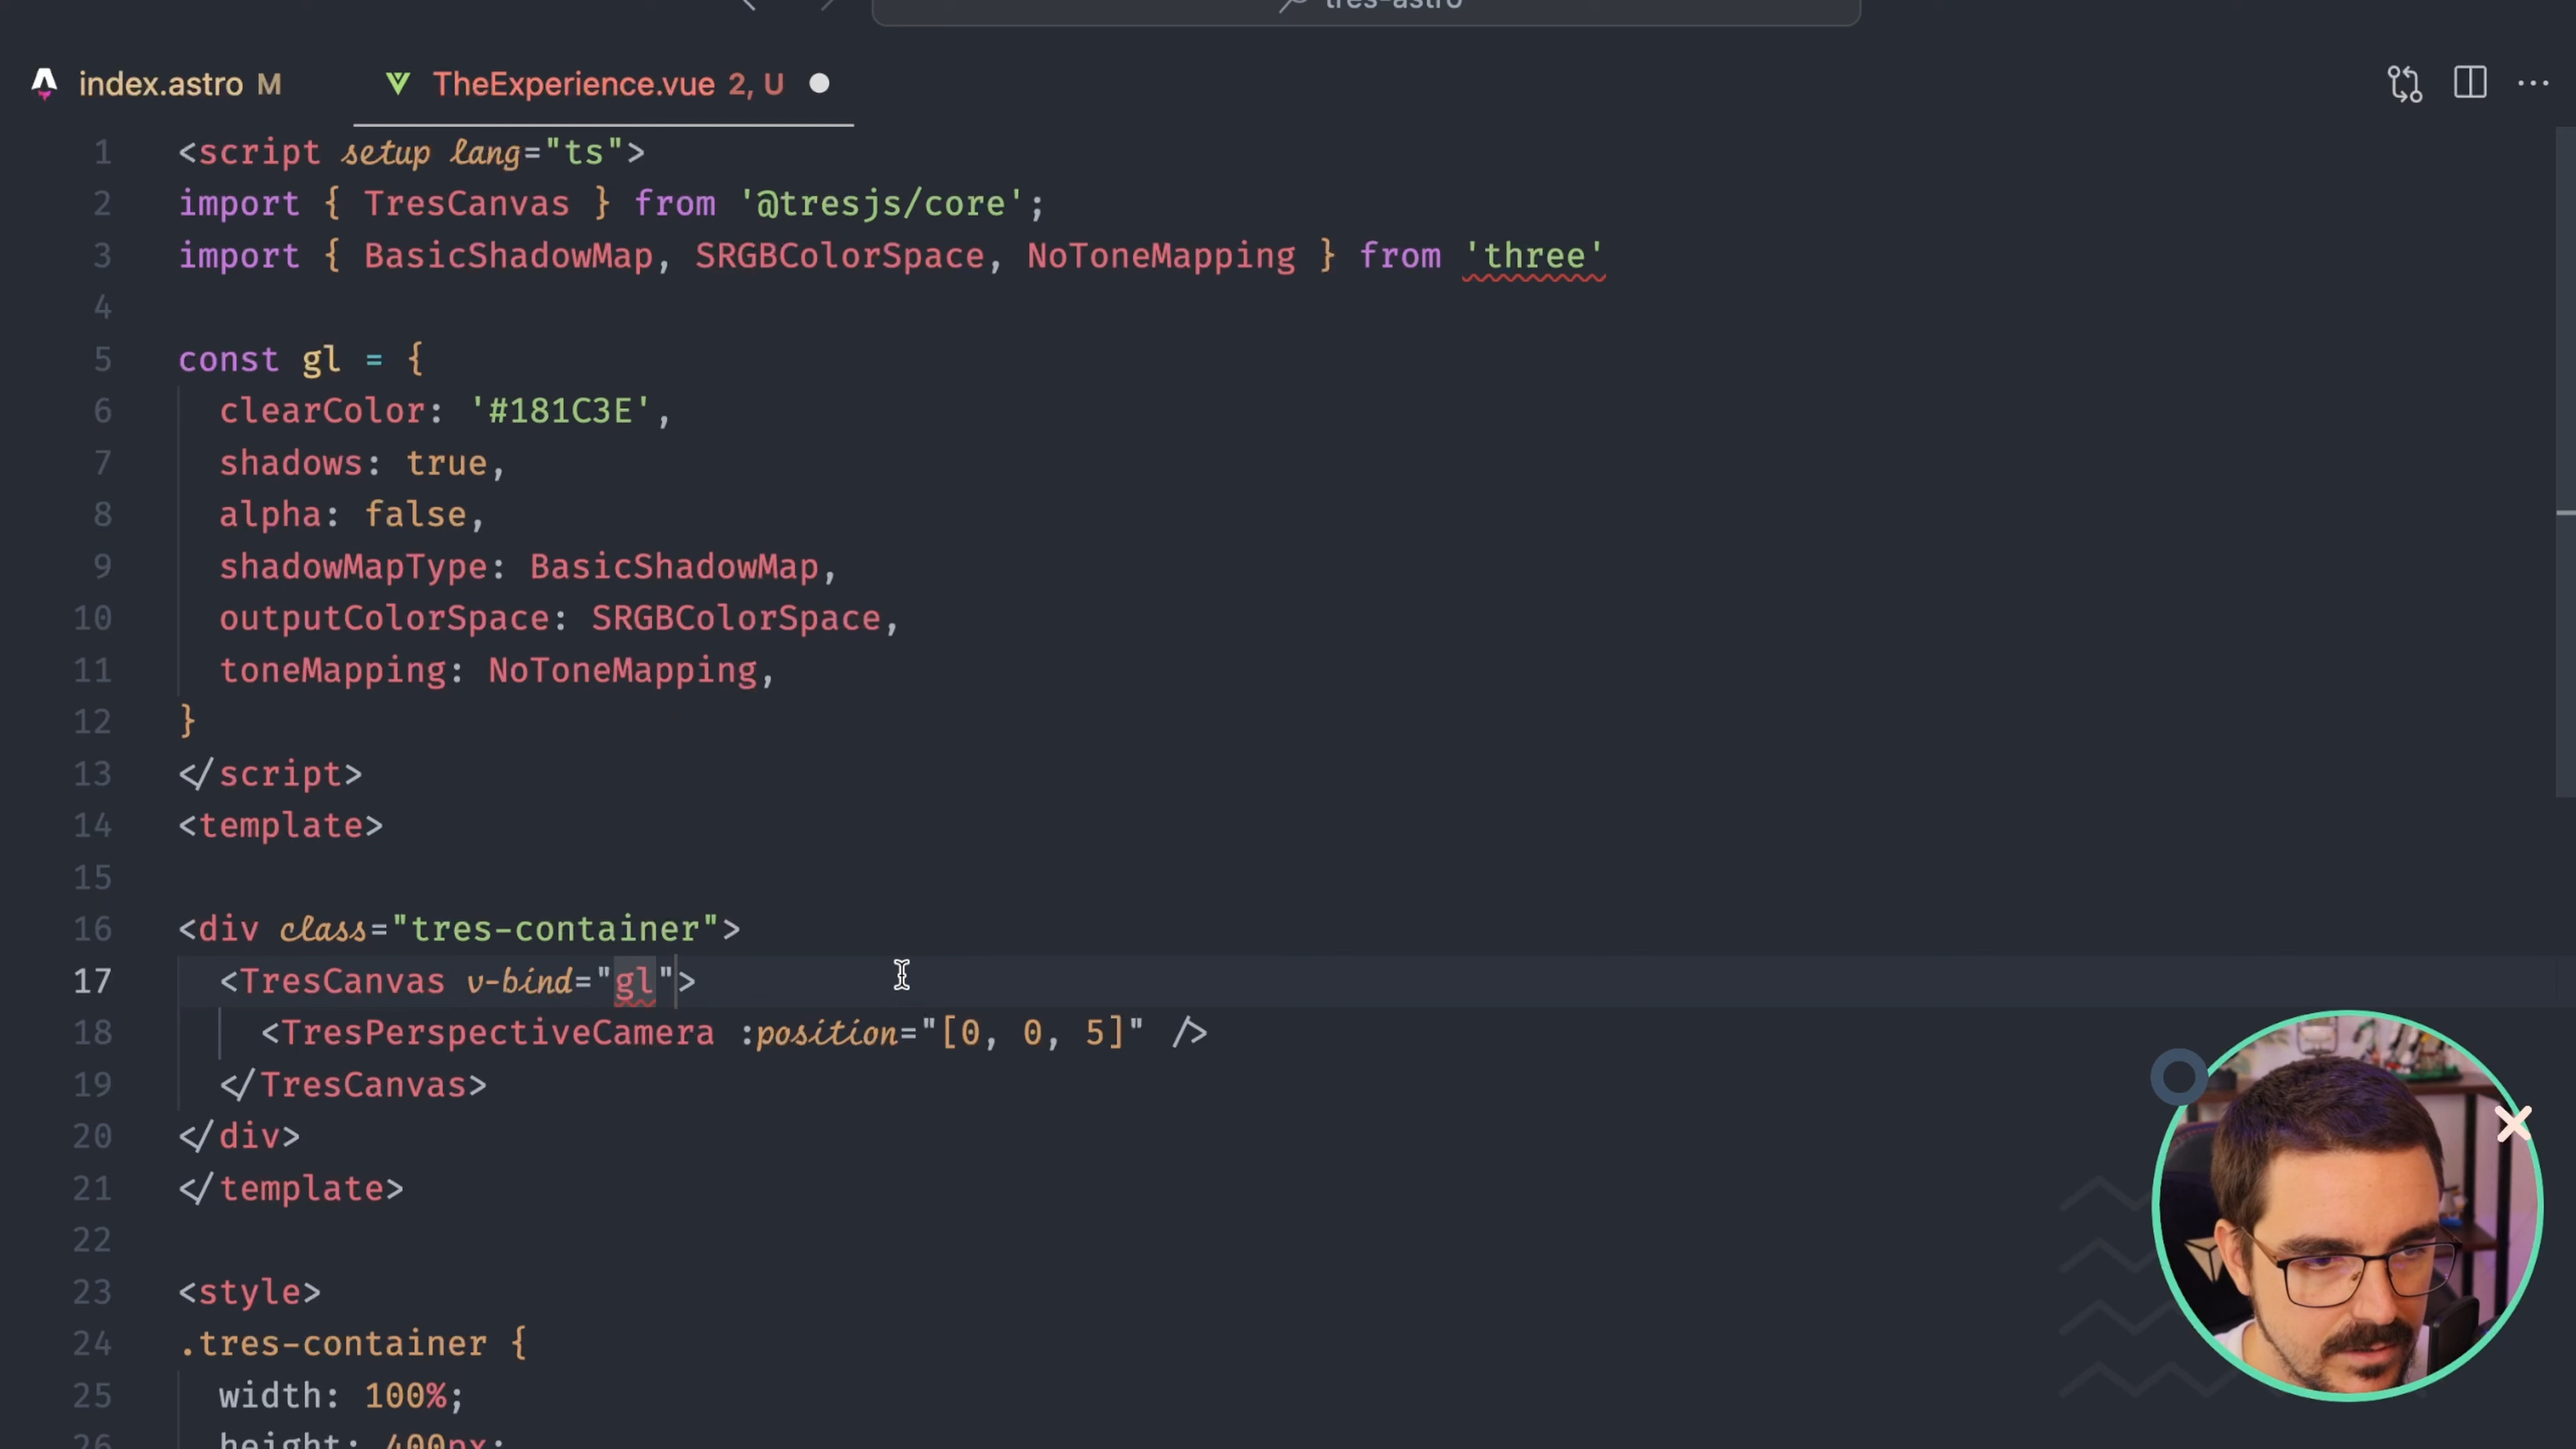 tres-astro
index.astro M TheExperience.vue 2, U
1 <script setup lang="ts">
2 import { TresCanvas } from '@tresjs/core';
3 import { BasicShadowMap, SRGBColorSpace, NoToneMapping } from 'three'
4
5 const gl = {
6 clearColor: '#181C3E',
7 shadows: true,
8 alpha: false,
9 shadowMapType: BasicShadowMap,
10 outputColorSpace: SRGBColorSpace,
11 toneMapping: NoToneMapping,
12 }
13 </script>
14 <template>
15
16 <div class="tres-container">
17 <TresCanvas v-bind="gl">
18 <TresPerspectiveCamera :position="[0, 0, 5]" />
19 </TresCanvas>
20 </div>
21 </template>
22
23 <style>
24 .tres-container {
25 width: 100%;
26 height: 400px;